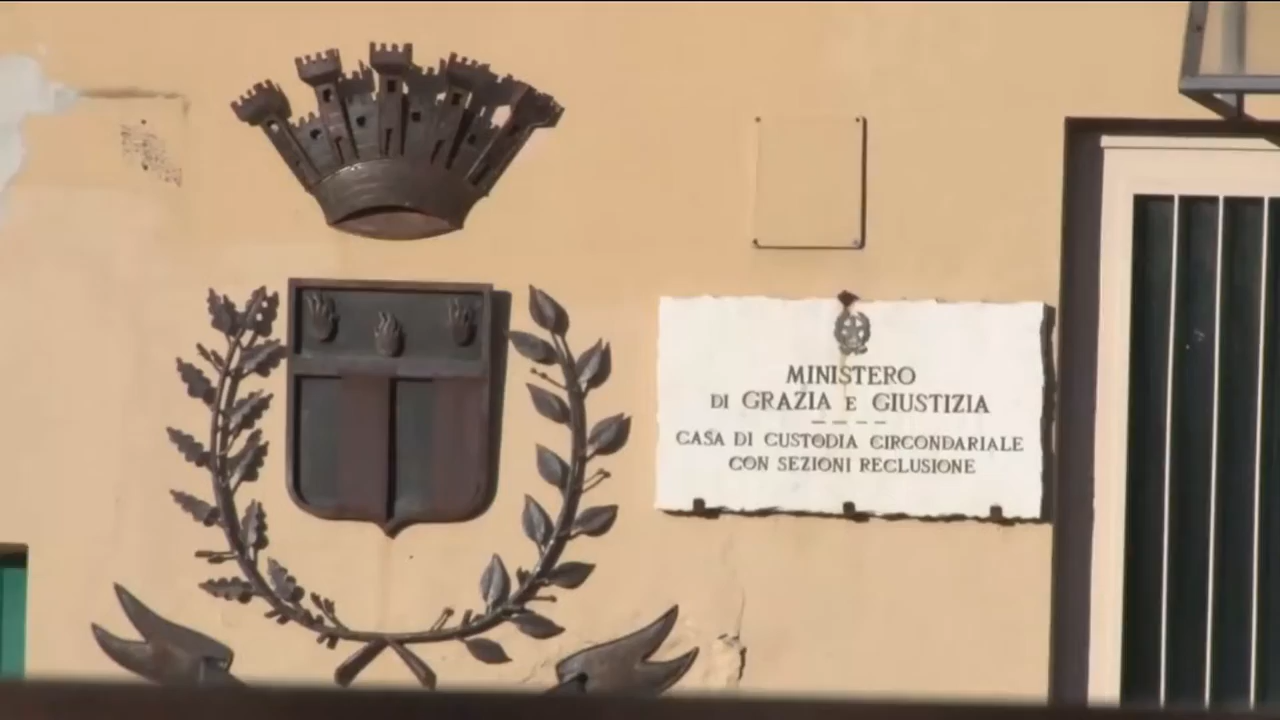 MINISTERO
DI GRAZIA E GIUSTIZIA
CASA DI CUSTODIA CIRCONDARIALE
CON SEZIONI RECLUSIONE